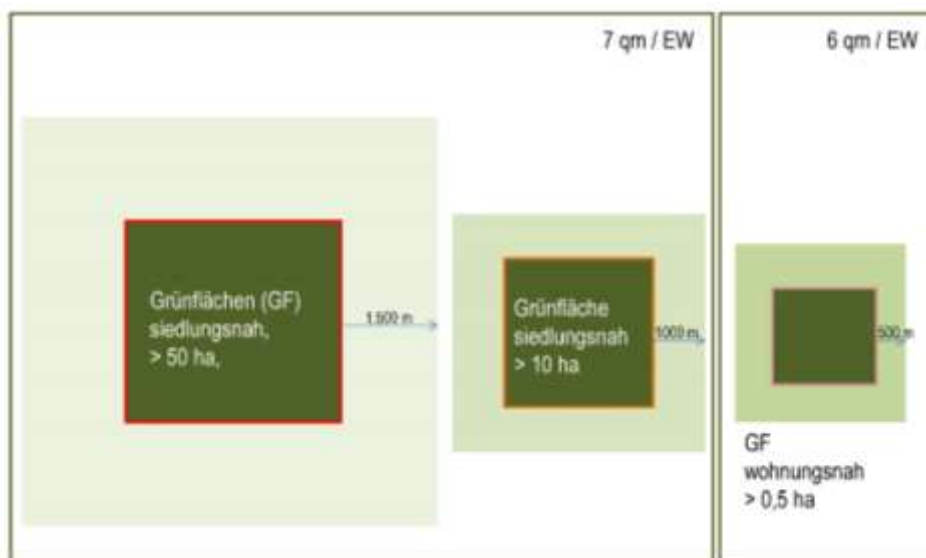 7 qm / EW
Grünflächen (GF)
siedlungsnah,
> 50 ha,
1.500 m
Grünfläche
siedlungsnah
> 10 ha
1000 m
6 qm / EW
500 m
GF
wohnungsnah
> 0,5 ha